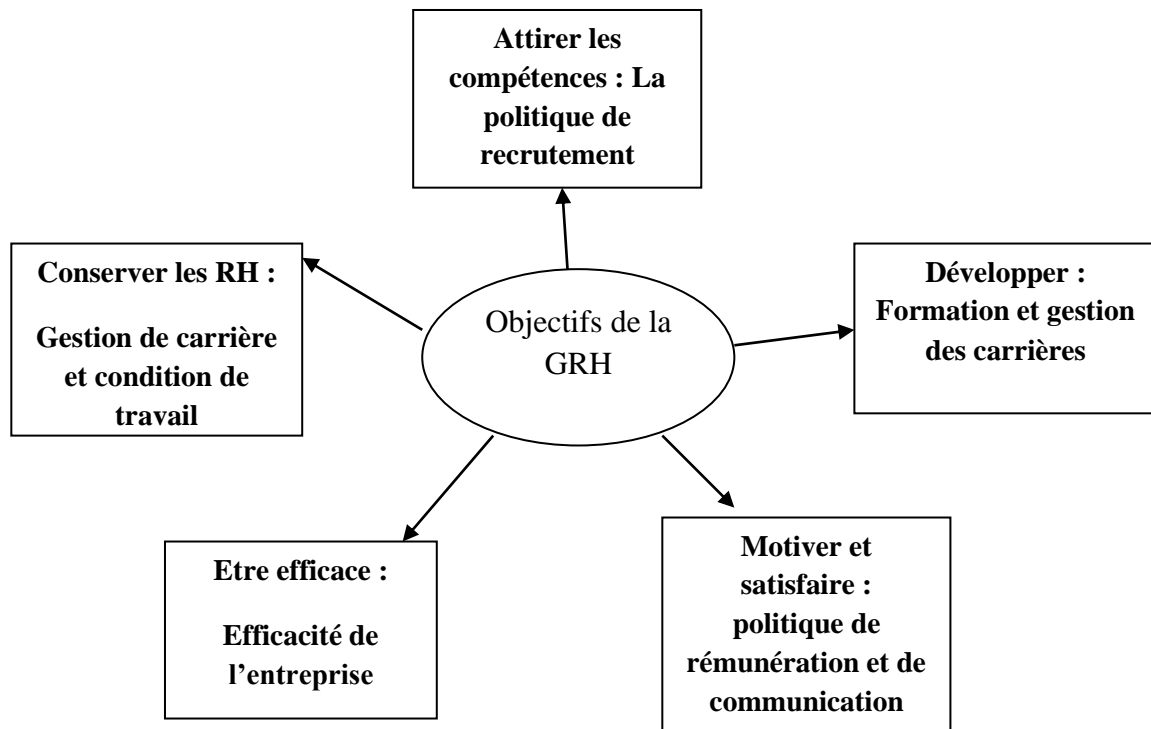 Attirer les
compétences : La
politique de
recrutement
Conserver les RH :
Gestion de carrière
et condition de
travail
Objectifs de la
GRH
Développer :
Formation et gestion
des carrières
Etre efficace :
Efficacité de
l’entreprise
Motiver et
satisfaire :
politique de
rémunération et de
communication